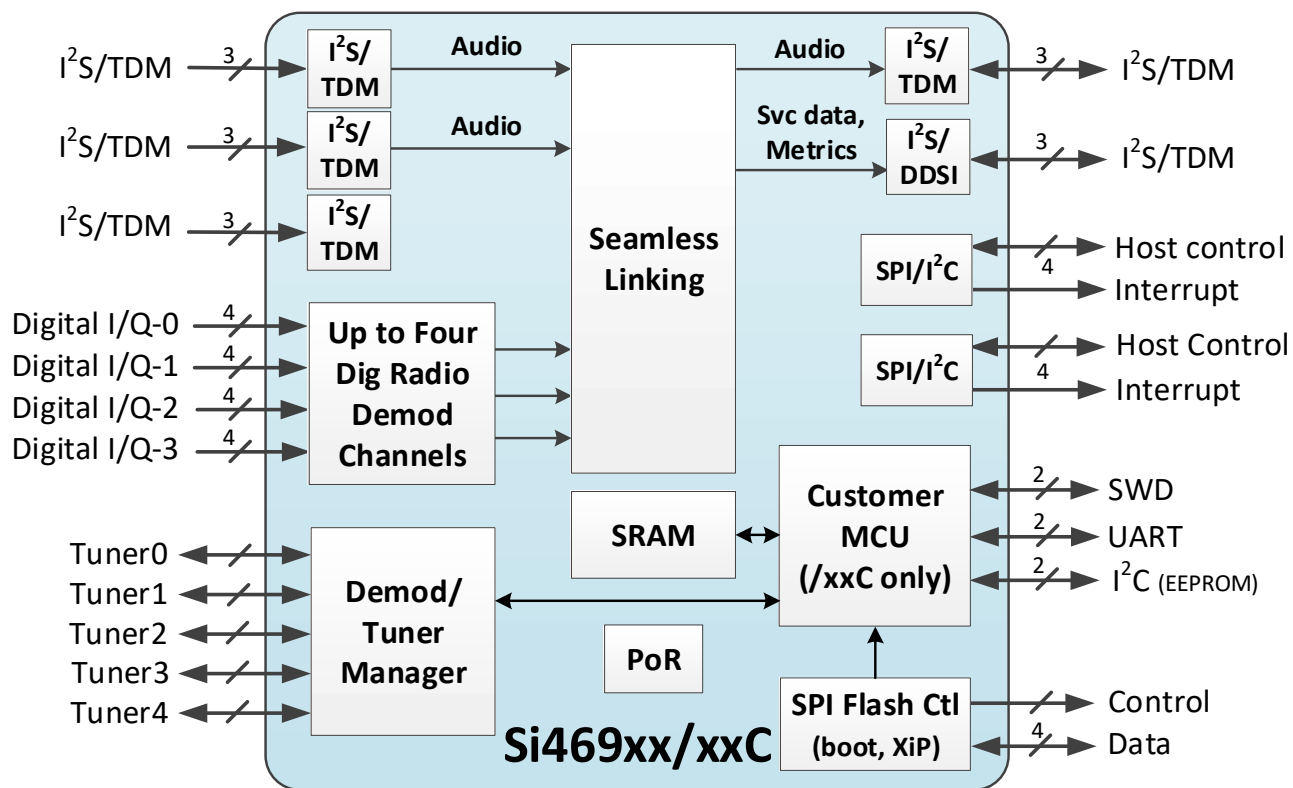 I²S/TDM
3
I²S/
TDM
Audio
I²S/TDM
3
I²S/
TDM
Audio
I²S/TDM
3
I²S/
TDM
Seamless
Linking
Audio
I²S/
TDM
3
I²S/TDM
Svc data,
Metrics
I²S/
DDSI
3
I²S/TDM
SPI/I²C
Host control
4
Interrupt
SPI/I²C
Host Control
4
Interrupt
Digital I/Q-0
4
Digital I/Q-1
4
Digital I/Q-2
4
Digital I/Q-3
4
Up to Four
Dig Radio
Demod
Channels
SRAM
Customer
MCU
(/xxC only)
2
SWD
2
UART
2
I²C (EEPROM)
Tuner0
Tuner1
Tuner2
Tuner3
Tuner4
Demod/
Tuner
Manager
PoR
SPI Flash Ctl
(boot, XiP)
Control
4
Data
Si469xx/xxC